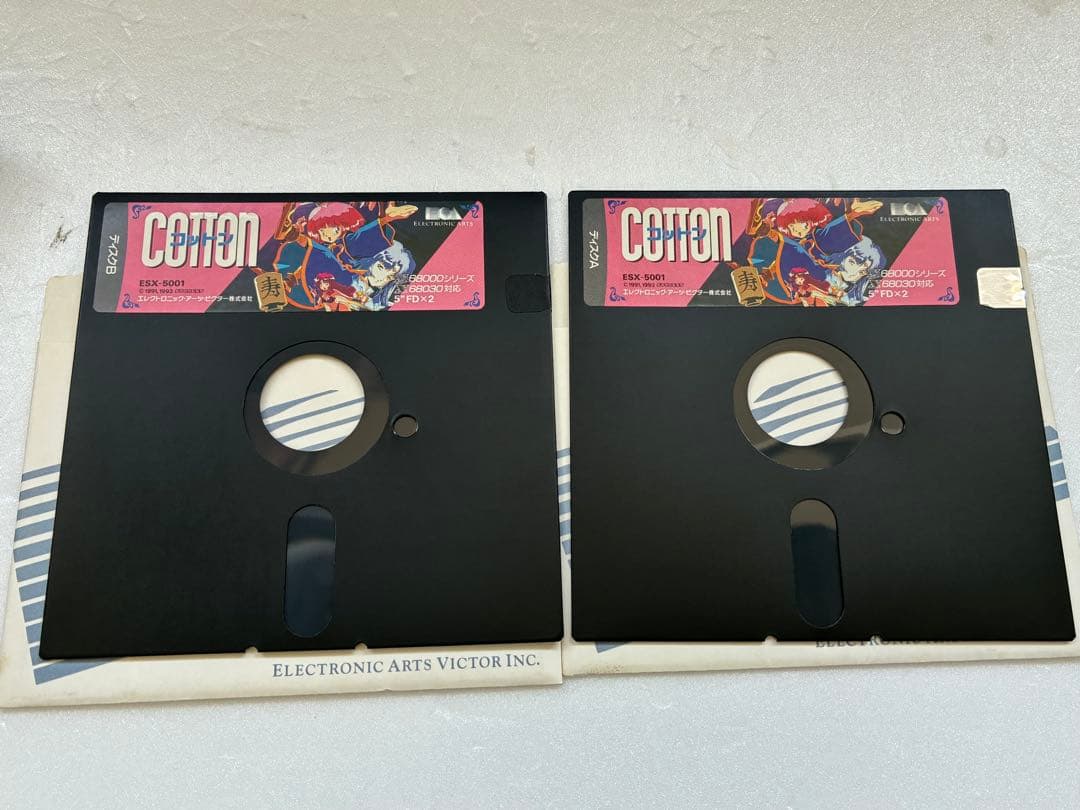 ディスクB
COTTON
コットン
ELECTRONIC ARTS
ESX-5001
© 1991, 1993 SUCCESS
エレクトロニック・アーツ・ビクター株式会社
寿
X68000シリーズ
X68030対応
5"FD×2
ELECTRONIC ARTS VICTOR INC.
ディスクA
COTTON
コットン
ELECTRONIC ARTS
ESX-5001
© 1991, 1993 SUCCESS
エレクトロニック・アーツ・ビクター株式会社
寿
X68000シリーズ
X68030対応
5"FD×2